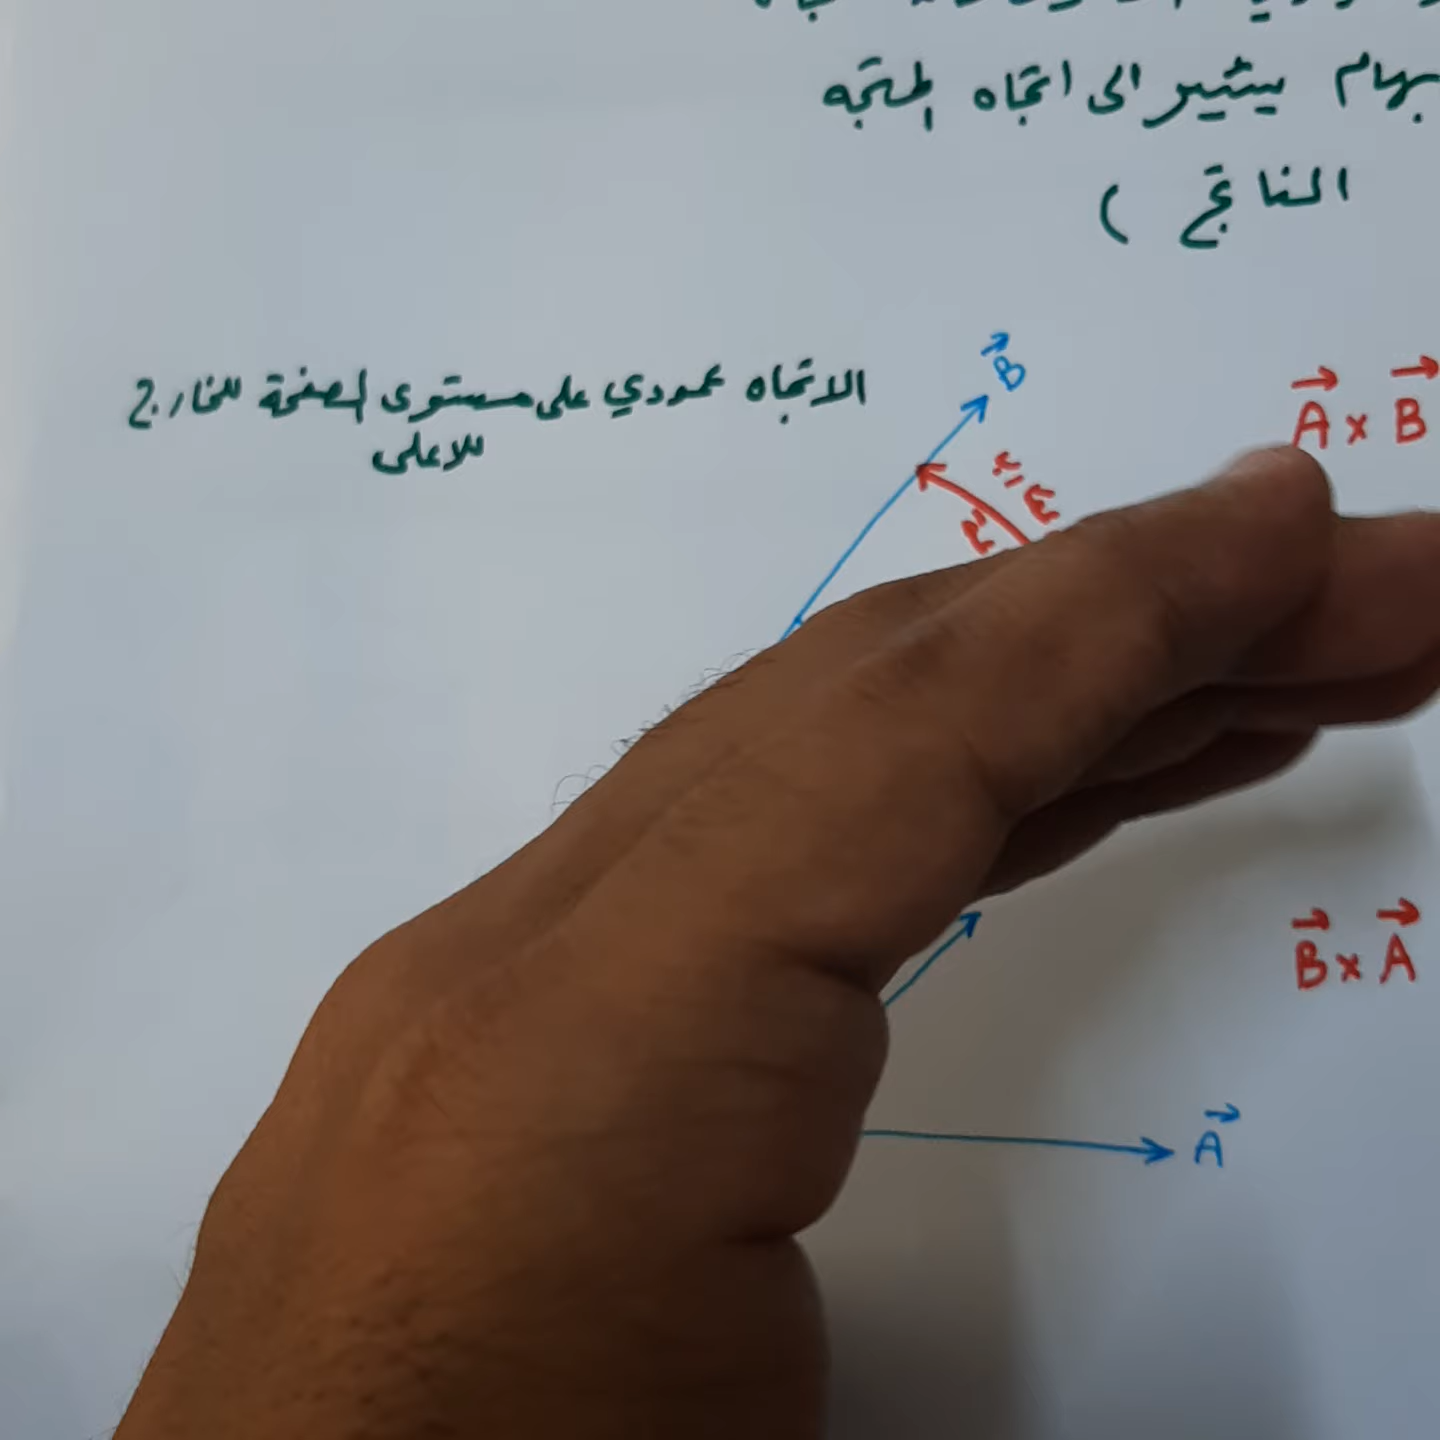 بهام يشير الى اتجاه المتجه
الناتج )
الاتجاه عمودي على مستوى الصفحة للخارج
للاعلى
B
A × B
B × A
A